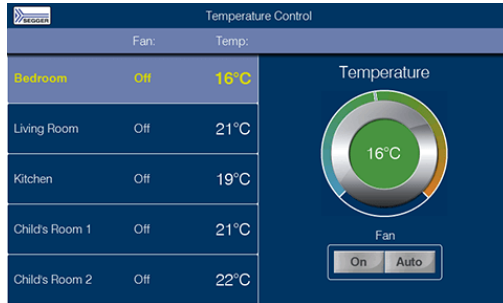 SEGGER
Temperature Control
Fan: Temp:
Bedroom Off 16°C
Living Room Off 21°C
Kitchen Off 19°C
Child's Room 1 Off 21°C
Child's Room 2 Off 22°C
Temperature
16°C
Fan
On Auto